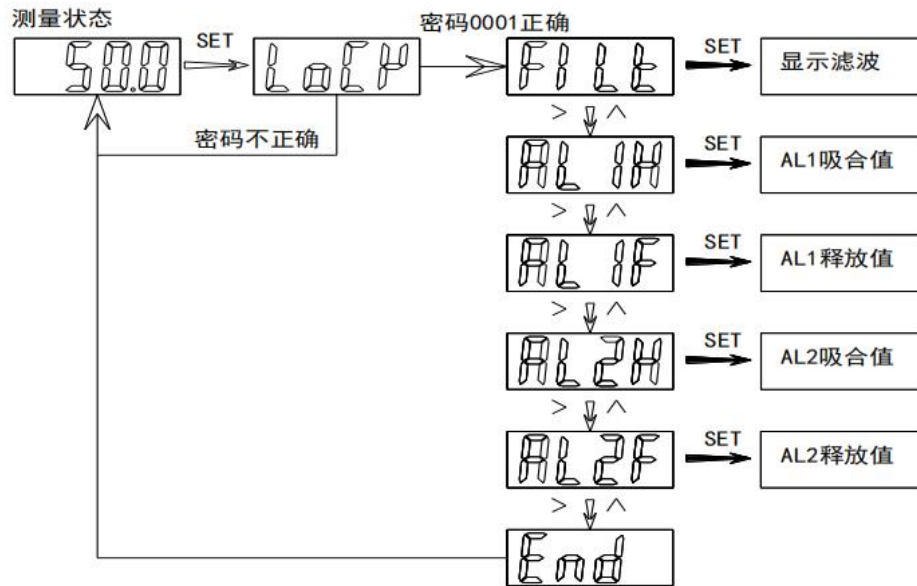 测量状态
密码0001正确
50.0
SET
LoCK
FILt
SET
显示滤波
密码不正确
> ^
AL1H
SET
AL1吸合值
> ^
AL1F
SET
AL1释放值
> ^
AL2H
SET
AL2吸合值
> ^
AL2F
SET
AL2释放值
> ^
End